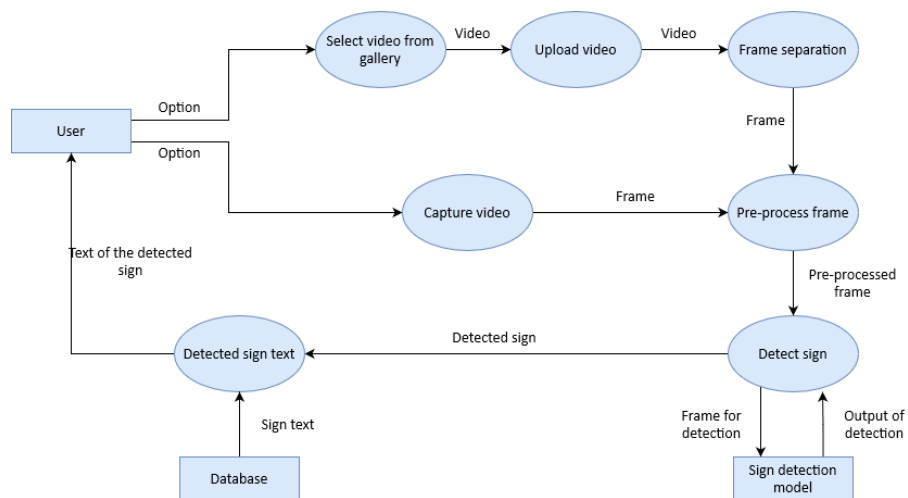 Select video from
gallery
Video
Upload video
Video
Frame separation
Option
User
Option
Frame
Capture video
Frame
Pre-process frame
Text of the detected
sign
Pre-processed
frame
Detected sign text
Detected sign
Detect sign
Sign text
Frame for
detection
Output of
detection
Database
Sign detection
model